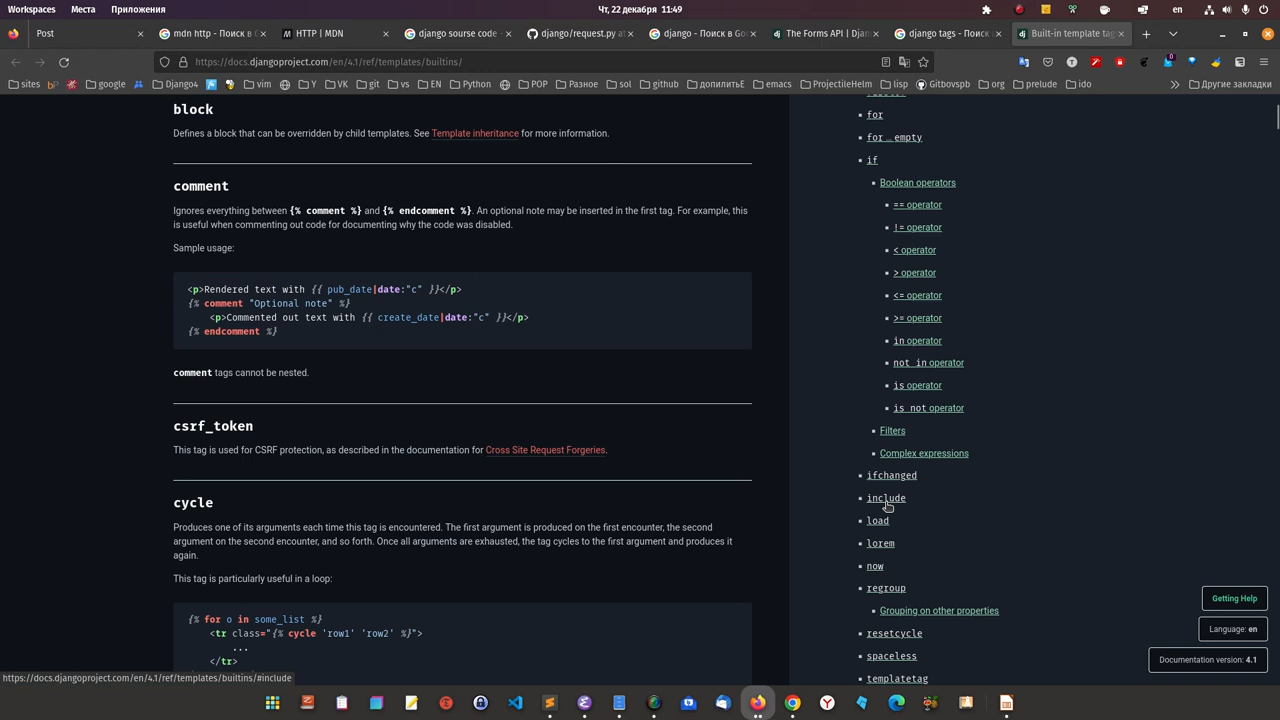 Workspaces Места Приложения Чт, 22 декабря 11:49 en
Post mdn http - Поиск в G HTTP | MDN django sourse code - django/request.py at django - Поиск в Goo The Forms API | Djan django tags - Поиск в G Built-in template tag
https://docs.djangoproject.com/en/4.1/ref/templates/builtins/
sites google Django4 vim Y VK git vs EN Python POP Разное sol github допилитьE emacs ProjectileHelm lisp Gitbovspb org prelude ido Другие закладки
block
Defines a block that can be overridden by child templates. See Template inheritance for more information.
comment
Ignores everything between {% comment %} and {% endcomment %}. An optional note may be inserted in the first tag. For example, this
is useful when commenting out code for documenting why the code was disabled.
Sample usage:
<p>Rendered text with {{ pub_date|date:"c" }}</p>
{% comment "Optional note" %}
<p>Commented out text with {{ create_date|date:"c" }}</p>
{% endcomment %}
comment tags cannot be nested.
csrf_token
This tag is used for CSRF protection, as described in the documentation for Cross Site Request Forgeries.
cycle
Produces one of its arguments each time this tag is encountered. The first argument is produced on the first encounter, the second
argument on the second encounter, and so forth. Once all arguments are exhausted, the tag cycles to the first argument and produces it
again.
This tag is particularly useful in a loop:
{% for o in some_list %}
<tr class="{% cycle 'row1' 'row2' %}">
...
</tr>
for
for … empty
if
Boolean operators
== operator
!= operator
< operator
> operator
<= operator
>= operator
in operator
not in operator
is operator
is not operator
Filters
Complex expressions
ifchanged
include
load
lorem
now
regroup
Grouping on other properties
resetcycle
spaceless
templatetag
Getting Help
Language: en
Documentation version: 4.1
https://docs.djangoproject.com/en/4.1/ref/templates/builtins/#include